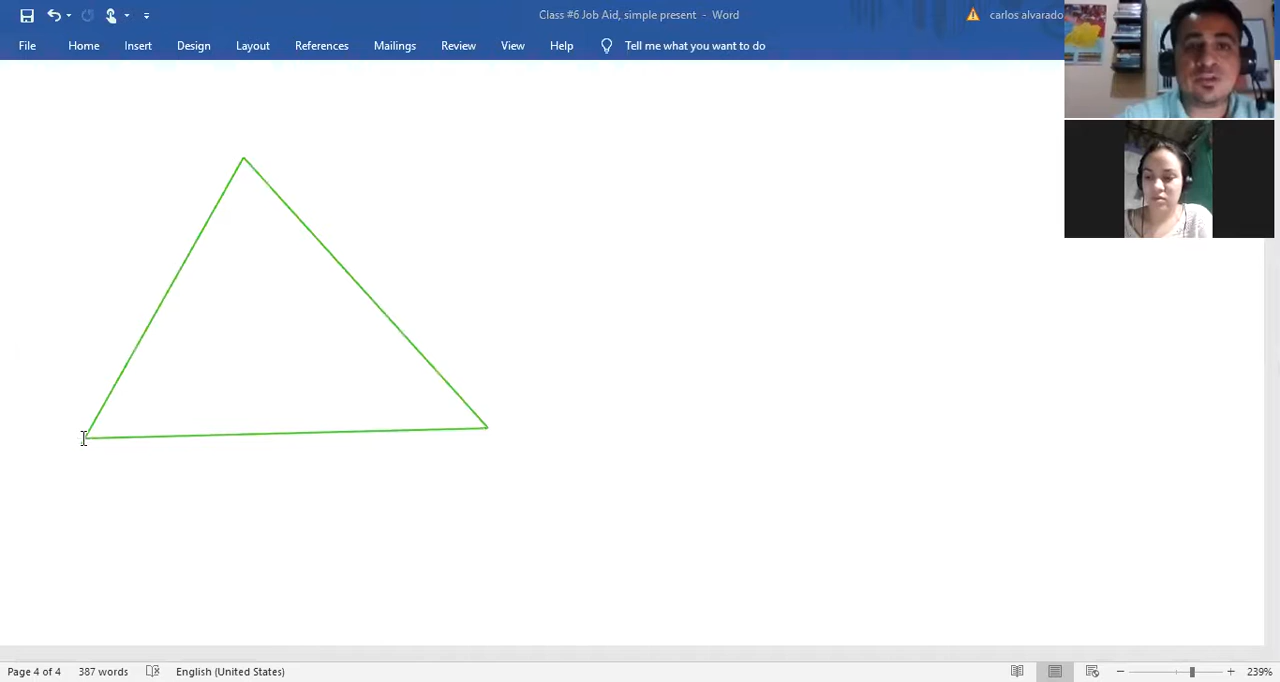 Class #6 Job Aid, simple present - Word
carlos alvarado
File Home Insert Design Layout References Mailings Review View Help Tell me what you want to do
Page 4 of 4 387 words English (United States) 239%